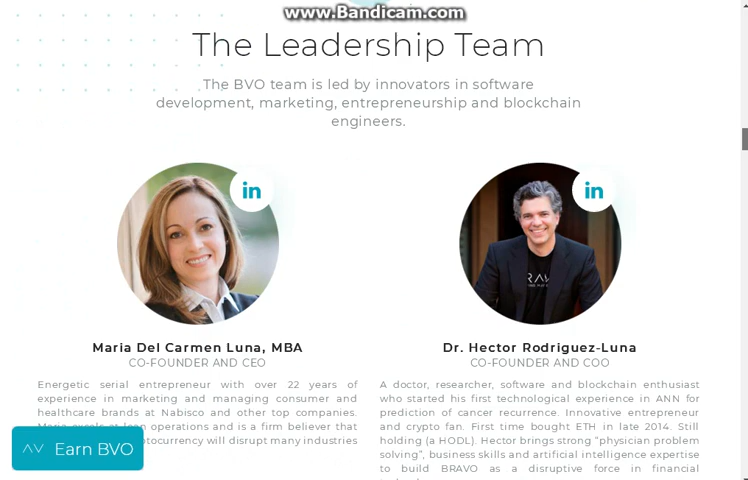 www.Bandicam.com
The Leadership Team
The BVO team is led by innovators in software
development, marketing, entrepreneurship and blockchain
engineers.
in
in
Maria Del Carmen Luna, MBA
CO-FOUNDER AND CEO
Energetic serial entrepreneur with over 22 years of
experience in marketing and managing consumer and
healthcare brands at Nabisco and other top companies.
Maria excels at lean operations and is a firm believer that
cryptocurrency will disrupt many industries
Dr. Hector Rodriguez-Luna
CO-FOUNDER AND COO
A doctor, researcher, software and blockchain enthusiast
who started his first technological experience in ANN for
prediction of cancer recurrence. Innovative entrepreneur
and crypto fan. First time bought ETH in late 2014. Still
holding (a HODL). Hector brings strong "physician problem
solving", business skills and artificial intelligence expertise
to build BRAVO as a disruptive force in financial
Earn BVO